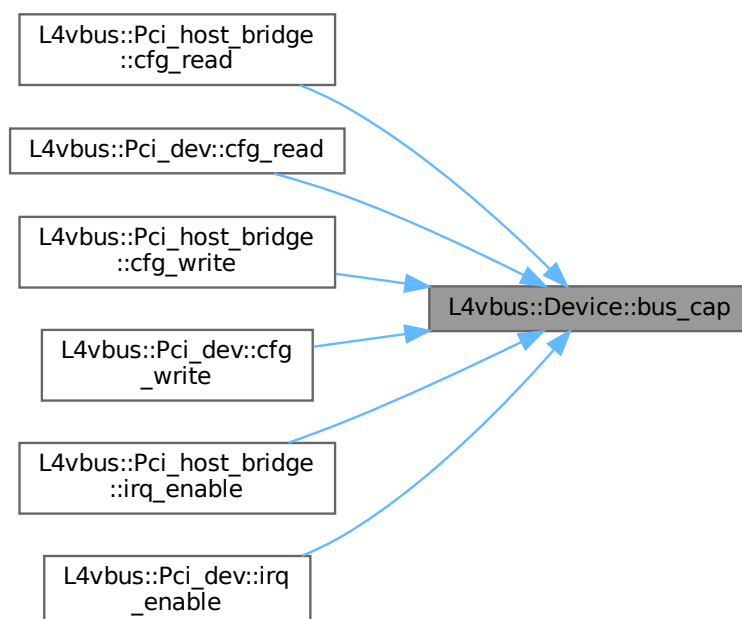 L4vbus::Pci_host_bridge
::cfg_read
L4vbus::Pci_dev::cfg_read
L4vbus::Pci_host_bridge
::cfg_write
L4vbus::Device::bus_cap
L4vbus::Pci_dev::cfg
_write
L4vbus::Pci_host_bridge
::irq_enable
L4vbus::Pci_dev::irq
_enable